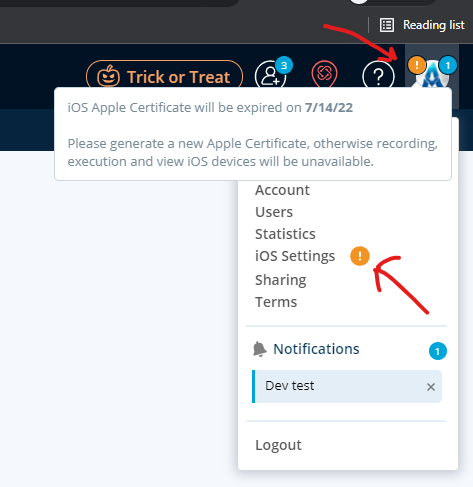 Reading list
Trick or Treat
3
?
!
1
iOS Apple Certificate will be expired on 7/14/22
Please generate a new Apple Certificate, otherwise recording,
execution and view iOS devices will be unavailable.
Account
Users
Statistics
iOS Settings !
Sharing
Terms
Notifications 1
Dev test ×
Logout